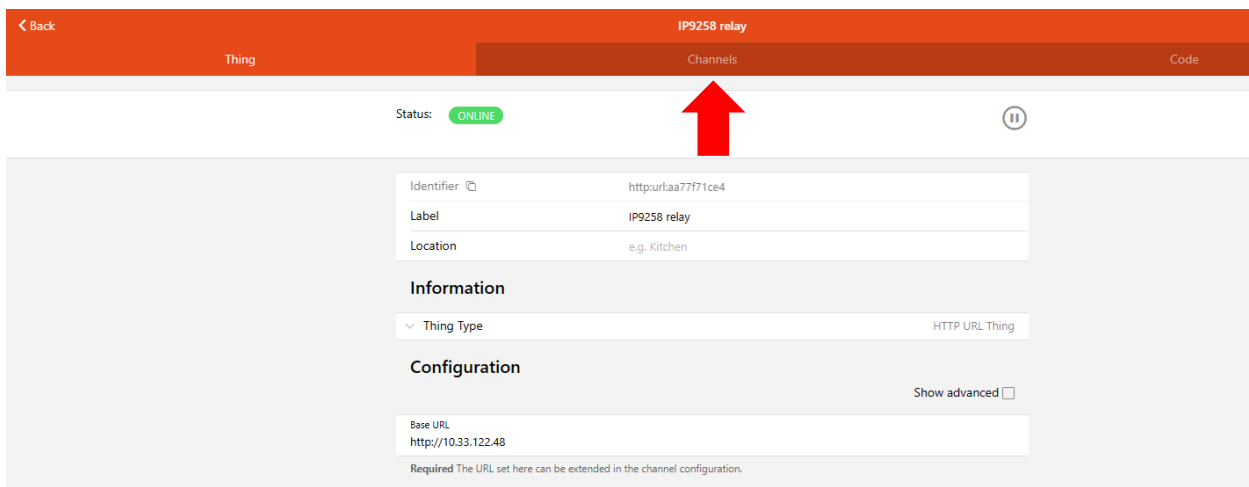 Back
IP9258 relay
Thing
Channels
Code
Status: ONLINE
Identifier http:url:aa77f71ce4
Label IP9258 relay
Location e.g. Kitchen
Information
Thing Type HTTP URL Thing
Configuration
Show advanced
Base URL
http://10.33.122.48
Required The URL set here can be extended in the channel configuration.